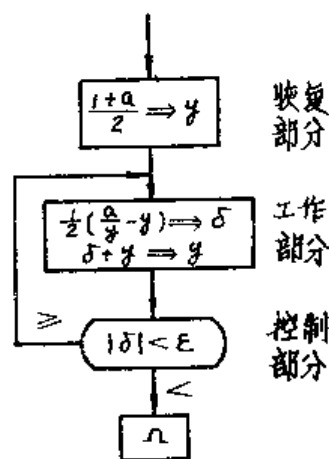 (1+a)/2 ⇒ y
恢复
部分
1/2(a/y-y)⇒δ
δ+y⇒y
工作
部分
≥
|δ|<ε
控制
部分
<
Ω